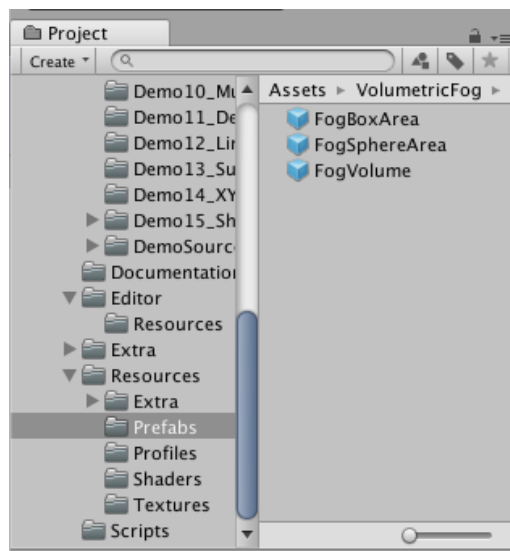 Project
Create
Demo10_Mu
Demo11_De
Demo12_Lir
Demo13_Su
Demo14_XY
Demo15_Sh
DemoSourc
Documentation
Editor
Resources
Extra
Resources
Extra
Prefabs
Profiles
Shaders
Textures
Scripts
Assets ▸ VolumetricFog ▸
FogBoxArea
FogSphereArea
FogVolume